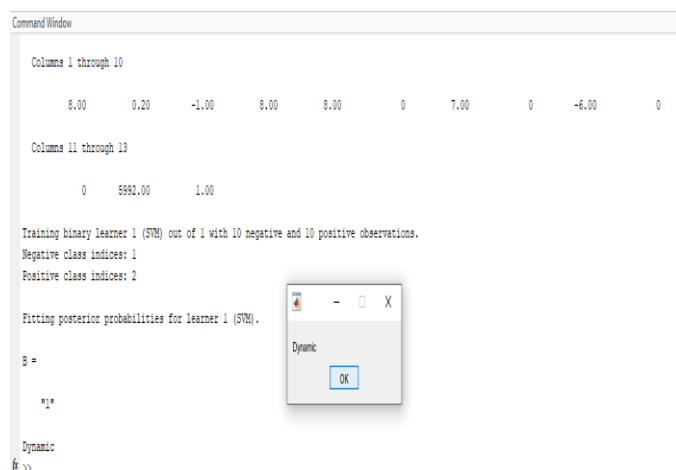 Command Window
Columns 1 through 10
8.00 0.20 -1.00 8.00 8.00 0 7.00 0 -6.00 0
Columns 11 through 13
0 5992.00 1.00
Training binary learner 1 (SVM) out of 1 with 10 negative and 10 positive observations.
Negative class indices: 1
Positive class indices: 2
Fitting posterior probabilities for learner 1 (SVM).
B =
"1"
Dynamic
fx >>
Dynamic
OK